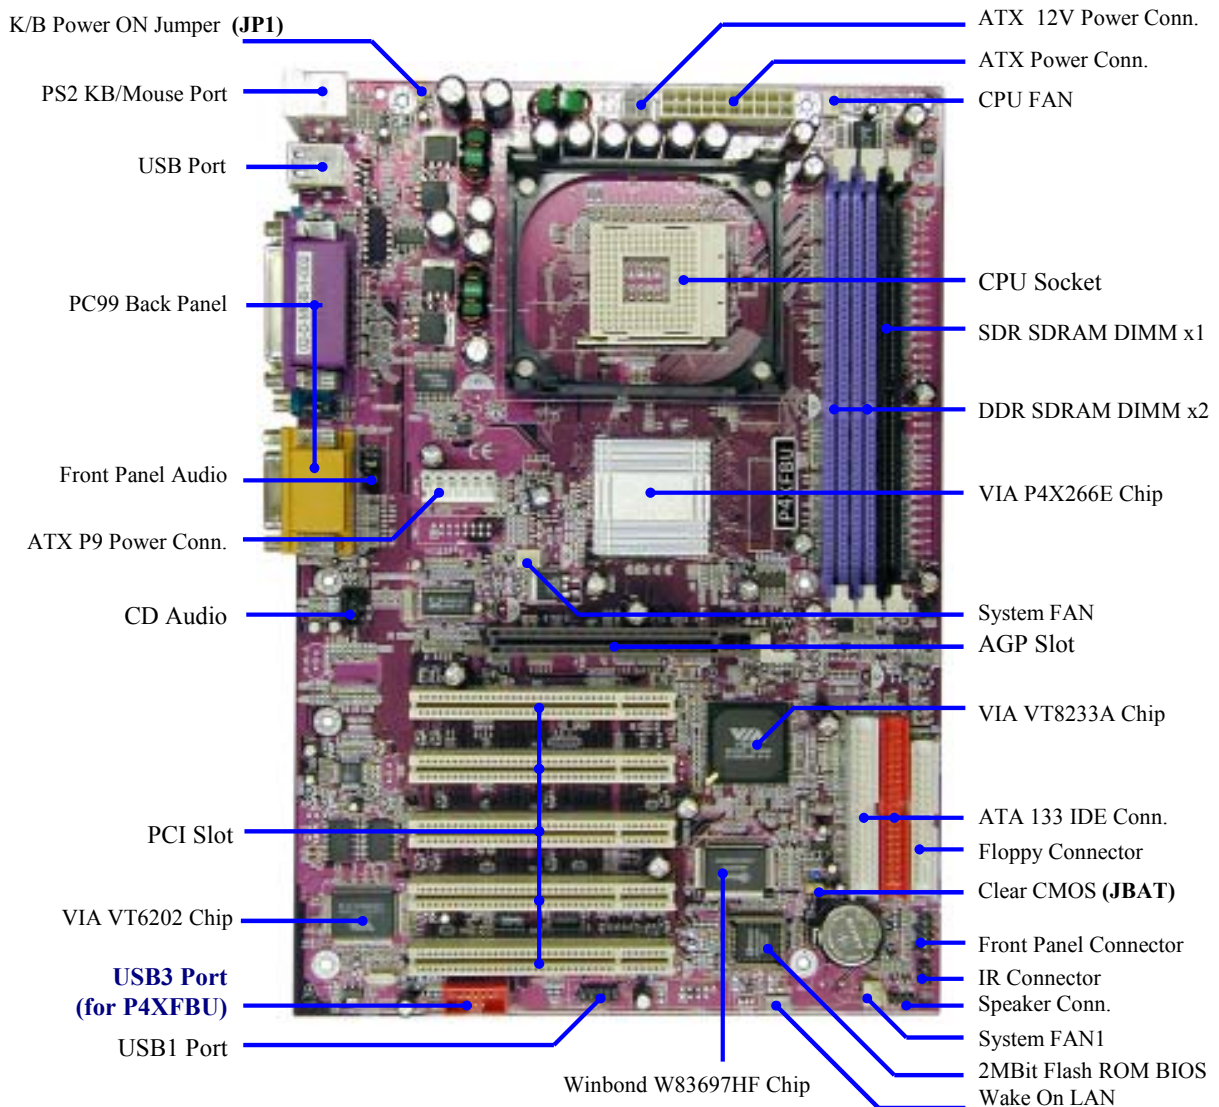 K/B Power ON Jumper (JP1)
PS2 KB/Mouse Port
USB Port
PC99 Back Panel
Front Panel Audio
ATX P9 Power Conn.
CD Audio
PCI Slot
VIA VT6202 Chip
USB3 Port
(for P4XFBU)
USB1 Port
Winbond W83697HF Chip
ATX 12V Power Conn.
ATX Power Conn.
CPU FAN
CPU Socket
SDR SDRAM DIMM x1
DDR SDRAM DIMM x2
VIA P4X266E Chip
System FAN
AGP Slot
VIA VT8233A Chip
ATA 133 IDE Conn.
Floppy Connector
Clear CMOS (JBAT)
Front Panel Connector
IR Connector
Speaker Conn.
System FAN1
2MBit Flash ROM BIOS
Wake On LAN
P4XFBU
CE
VIA